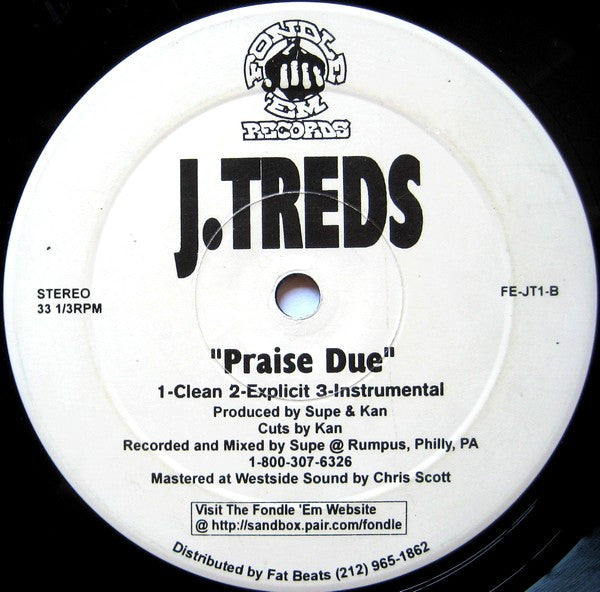 FONDLE
'EM
RECORDS
J.TREDS
STEREO
33 1/3RPM
FE-JT1-B
"Praise Due"
1-Clean 2-Explicit 3-Instrumental
Produced by Supe & Kan
Cuts by Kan
Recorded and Mixed by Supe @ Rumpus, Philly, PA
1-800-307-6326
Mastered at Westside Sound by Chris Scott
Visit The Fondle 'Em Website
@ http://sandbox.pair.com/fondle
Distributed by Fat Beats (212) 965-1862